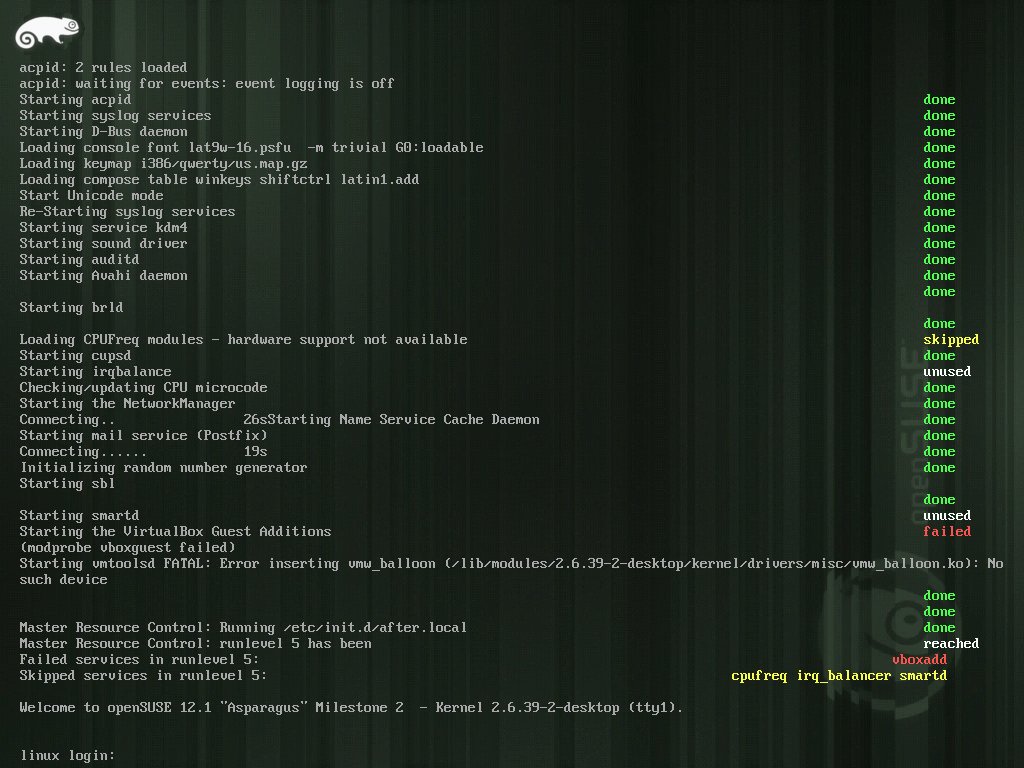 acpid: 2 rules loaded
acpid: waiting for events: event logging is off
Starting acpid done
Starting syslog services done
Starting D-Bus daemon done
Loading console font lat9w-16.psfu  -m trivial G0:loadable done
Loading keymap i386/qwerty/us.map.gz done
Loading compose table winkeys shiftctrl latin1.add done
Start Unicode mode done
Re-Starting syslog services done
Starting service kdm4 done
Starting sound driver done
Starting auditd done
Starting Avahi daemon done
done
Starting brld
done
Loading CPUFreq modules - hardware support not available skipped
Starting cupsd done
Starting irqbalance unused
Checking/updating CPU microcode done
Starting the NetworkManager done
Connecting.. 26sStarting Name Service Cache Daemon done
Starting mail service (Postfix) done
Connecting...... 19s done
Initializing random number generator done
Starting sbl
done
Starting smartd unused
Starting the VirtualBox Guest Additions failed
(modprobe vboxguest failed)
Starting vmtoolsd FATAL: Error inserting vmw_balloon (/lib/modules/2.6.39-2-desktop/kernel/drivers/misc/vmw_balloon.ko): No
such device
done
done
Master Resource Control: Running /etc/init.d/after.local done
Master Resource Control: runlevel 5 has been reached
Failed services in runlevel 5: vboxadd
Skipped services in runlevel 5: cpufreq irq_balancer smartd
Welcome to openSUSE 12.1 "Asparagus" Milestone 2  - Kernel 2.6.39-2-desktop (tty1).
linux login:
openSUSE